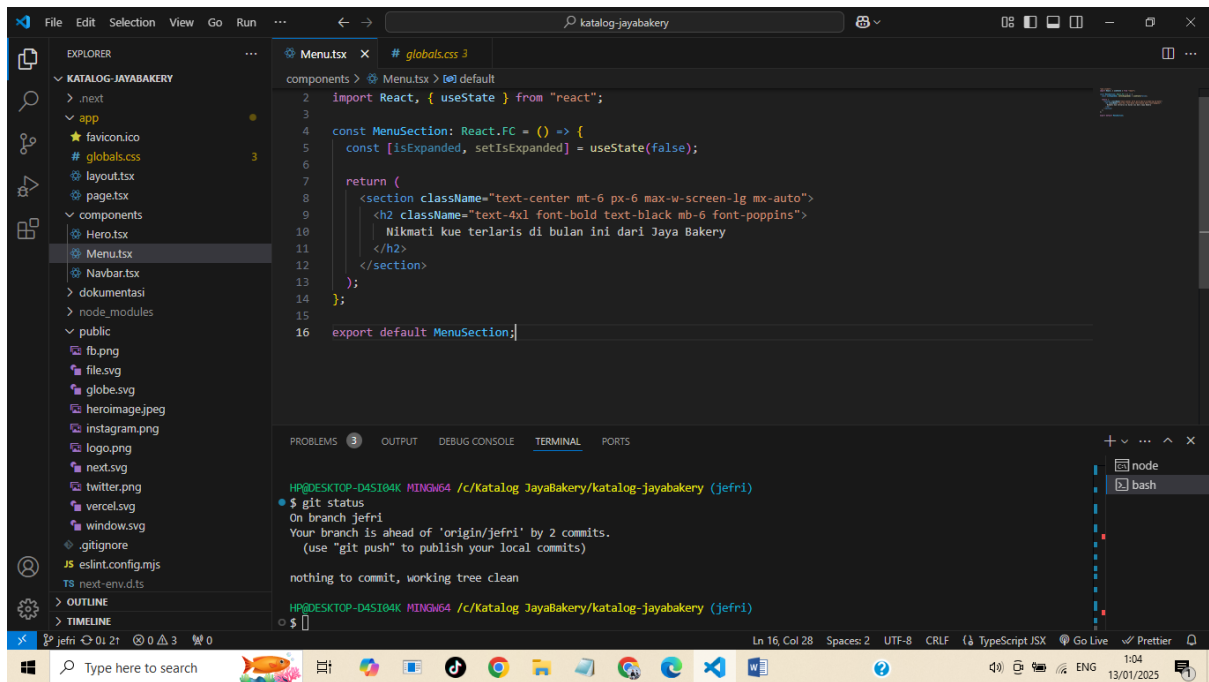 File Edit Selection View Go Run ···
katalog-jayabakery
EXPLORER
KATALOG-JAYABAKERY
.next
app
favicon.ico
# globals.css 3
layout.tsx
page.tsx
components
Hero.tsx
Menu.tsx
Navbar.tsx
dokumentasi
node_modules
public
fb.png
file.svg
globe.svg
heroimage.jpeg
instagram.png
logo.png
next.svg
twitter.png
vercel.svg
window.svg
.gitignore
JS eslint.config.mjs
TS next-env.d.ts
OUTLINE
TIMELINE
Menu.tsx
# globals.css 3
components > Menu.tsx > default
2 import React, { useState } from "react";
3
4 const MenuSection: React.FC = () => {
5 const [isExpanded, setIsExpanded] = useState(false);
6
7 return (
8 <section className="text-center mt-6 px-6 max-w-screen-lg mx-auto">
9 <h2 className="text-4xl font-bold text-black mb-6 font-poppins">
10 Nikmati kue terlaris di bulan ini dari Jaya Bakery
11 </h2>
12 </section>
13 );
14 };
15
16 export default MenuSection;
PROBLEMS 3 OUTPUT DEBUG CONSOLE TERMINAL PORTS
node
bash
HP@DESKTOP-D4SI04K MINGW64 /c/Katalog JayaBakery/katalog-jayabakery (jefri)
$ git status
On branch jefri
Your branch is ahead of 'origin/jefri' by 2 commits.
(use "git push" to publish your local commits)
nothing to commit, working tree clean
HP@DESKTOP-D4SI04K MINGW64 /c/Katalog JayaBakery/katalog-jayabakery (jefri)
$
jefri 0↓ 2↑ 0 3 0
Ln 16, Col 28 Spaces: 2 UTF-8 CRLF TypeScript JSX Go Live Prettier
Type here to search
ENG
1:04
13/01/2025
1